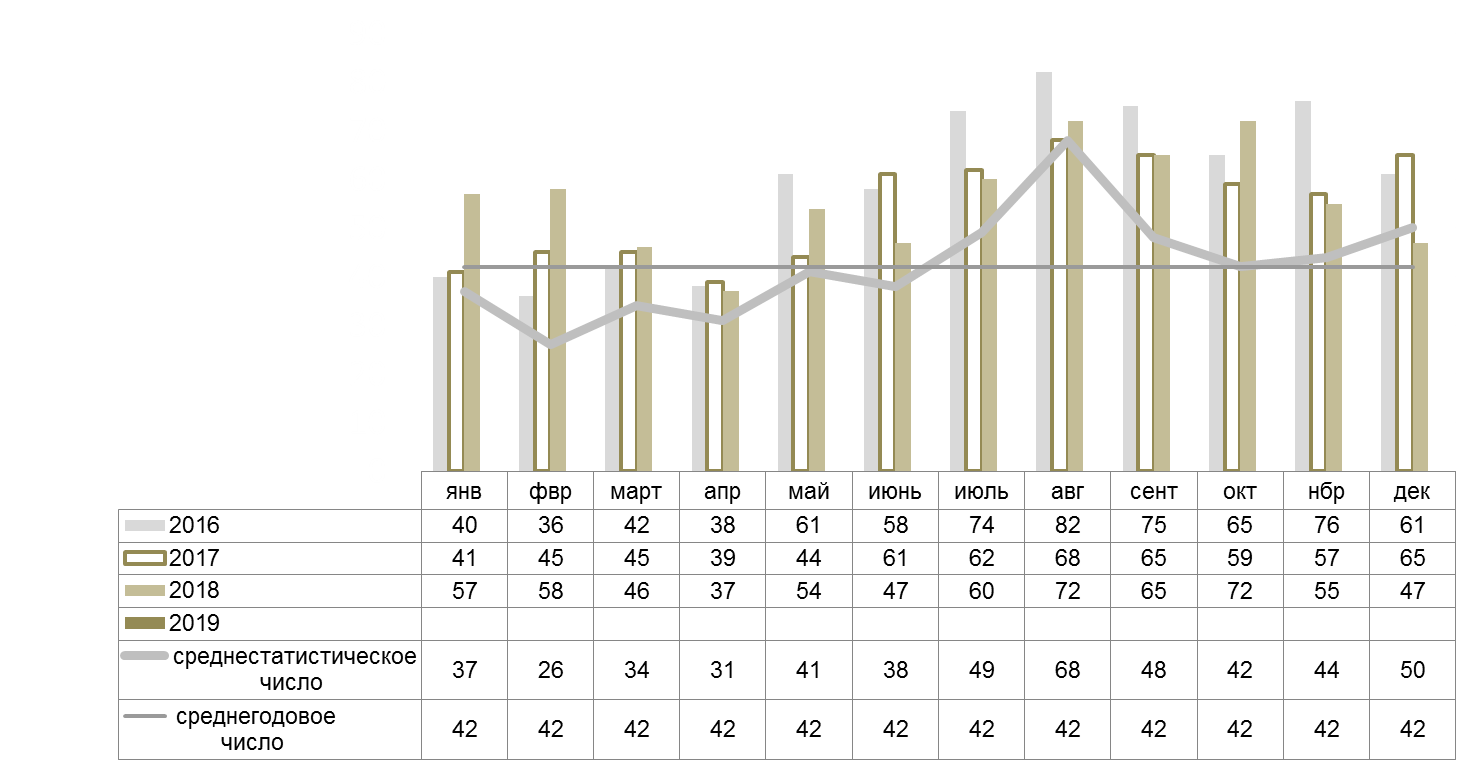 янв фвр март апр май июнь июль авг сент окт нбр дек
2016 40 36 42 38 61 58 74 82 75 65 76 61
2017 41 45 45 39 44 61 62 68 65 59 57 65
2018 57 58 46 37 54 47 60 72 65 72 55 47
2019
среднестатистическое
число 37 26 34 31 41 38 49 68 48 42 44 50
среднегодовое
число 42 42 42 42 42 42 42 42 42 42 42 42